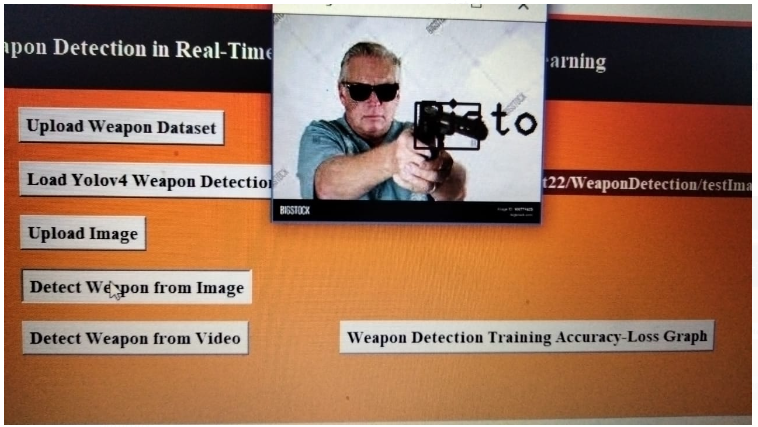 apon Detection in Real-Time
earning
Upload Weapon Dataset
Load Yolov4 Weapon Detection
t22/WeaponDetection/testIma
Upload Image
Detect Weapon from Image
Detect Weapon from Video
Weapon Detection Training Accuracy-Loss Graph
to
BIGSTOCK